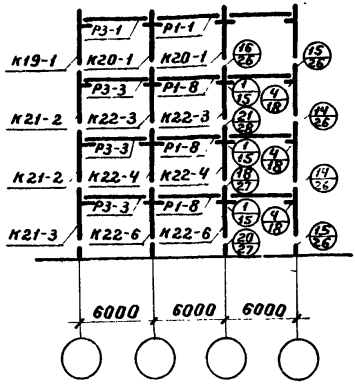 Р3-1 Р1-1
К19-1 К20-1 К20-1 16/26 15/26
Р3-3 Р1-8 1/15 4/18
К21-2 К22-3 К22-3 21/28 14/26
Р3-3 Р1-8 1/15 4/18
К21-2 К22-4 К22-4 18/27 14/26
Р3-3 Р1-8 1/15 4/18
К21-3 К22-6 К22-6 20/27 15/26
6000 6000 6000